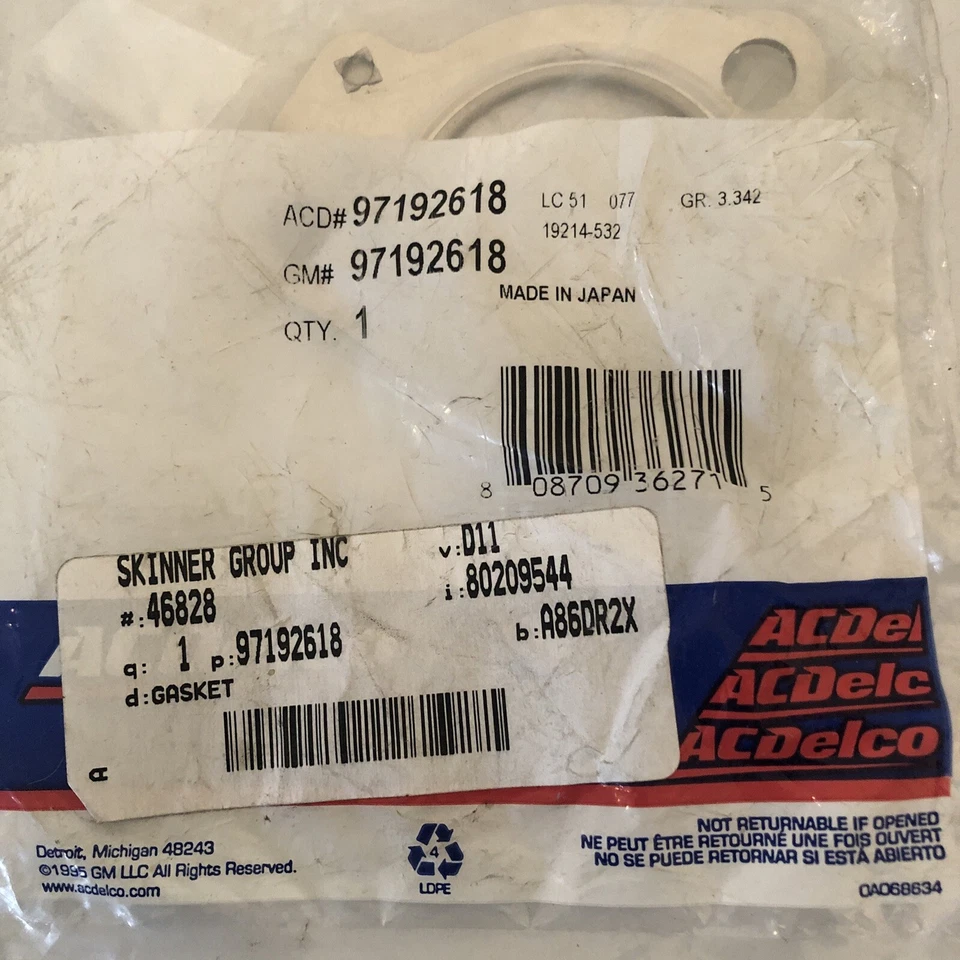 ACD# 97192618 LC 51 077 GR. 3.342
19214-532
GM# 97192618
MADE IN JAPAN
QTY. 1
8 08709 36271 5
SKINNER GROUP INC v:D11
#:46828 i:80209544
q: 1 p:97192618 b:A86DR2X
d:GASKET
A
AC
ACDel
ACDelc
ACDelco
Detroit, Michigan 48243
©1995 GM LLC All Rights Reserved.
www.acdelco.com
4
LDPE
NOT RETURNABLE IF OPENED
NE PEUT ÊTRE RETOURNÉ UNE FOIS OUVERT
NO SE PUEDE RETORNAR SI ESTÁ ABIERTO
0A068634